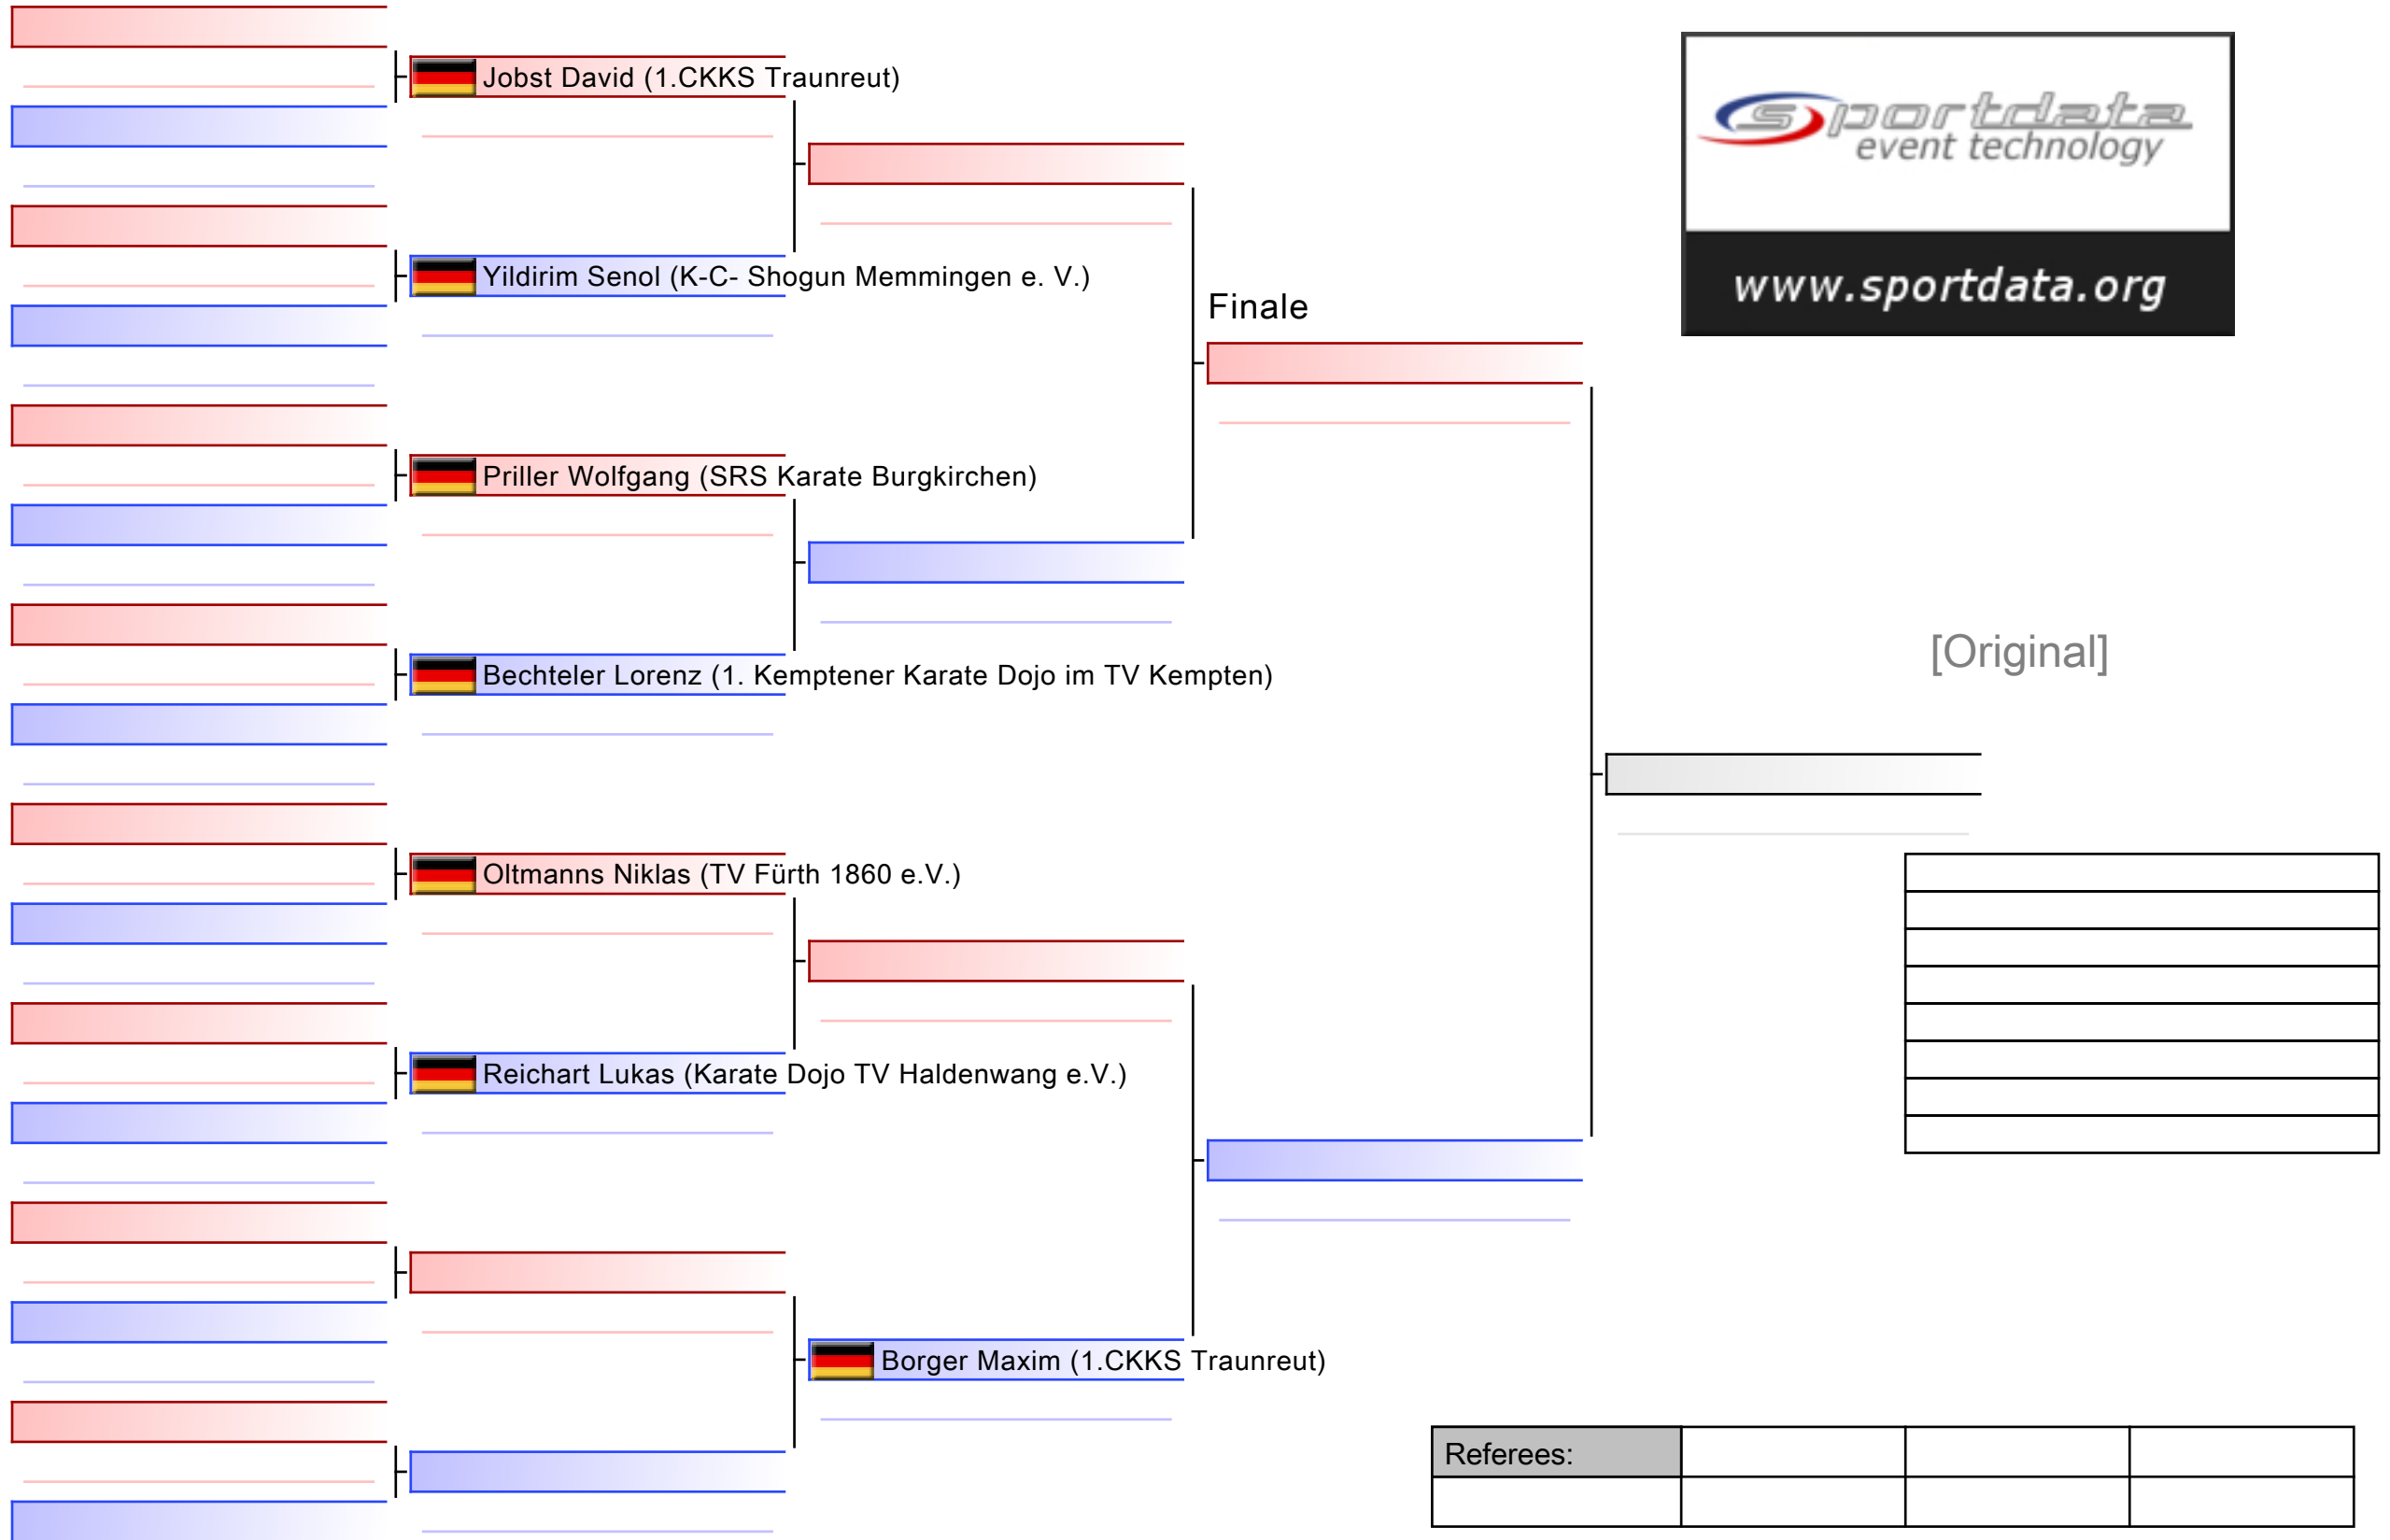 Jobst David (1.CKKS Traunreut)
Yildirim Senol (K-C- Shogun Memmingen e. V.)
Priller Wolfgang (SRS Karate Burgkirchen)
Bechteler Lorenz (1. Kemptener Karate Dojo im TV Kempten)
Oltmanns Niklas (TV Fürth 1860 e.V.)
Reichart Lukas (Karate Dojo TV Haldenwang e.V.)
Borger Maxim (1.CKKS Traunreut)
Finale
sportdata
event technology
www.sportdata.org
[Original]
Referees: